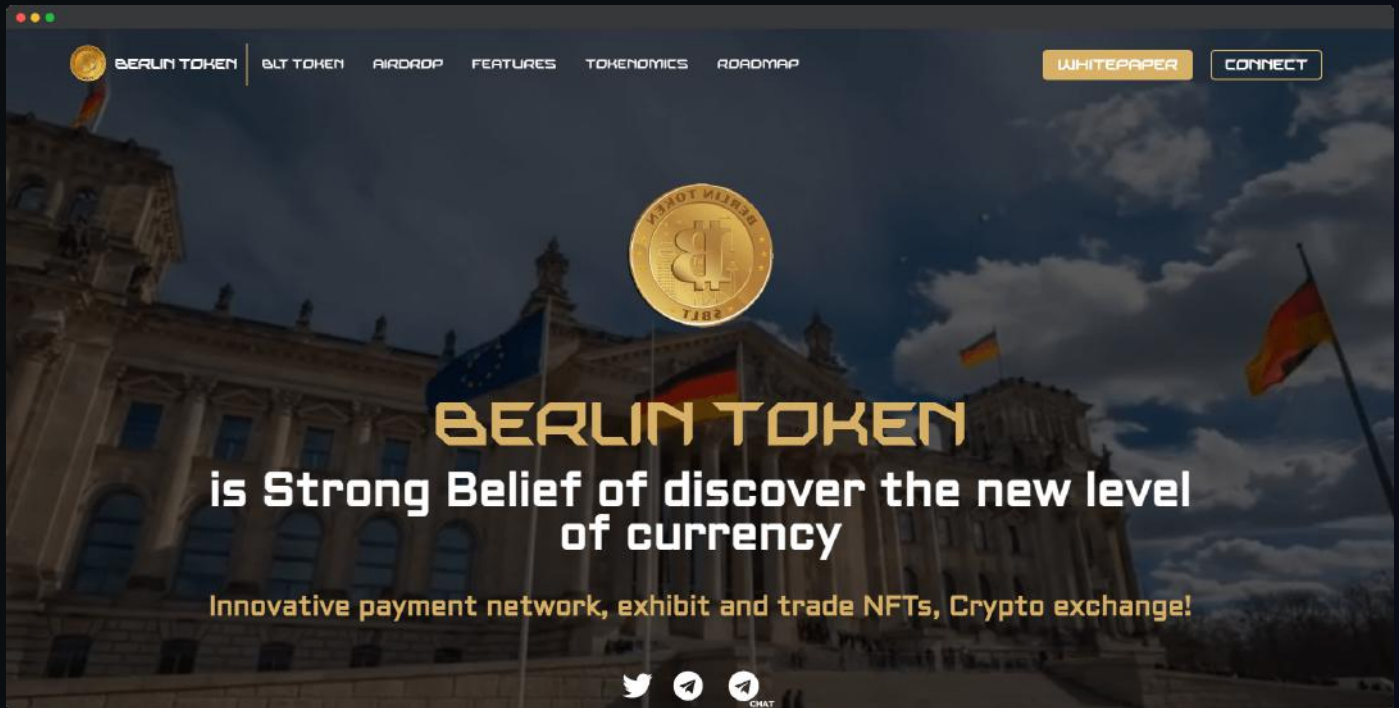 BERLIN TOKEN
BLT TOKEN
AIRDROP
FEATURES
TOKENOMICS
ROADMAP
WHITEPAPER
CONNECT
BERLIN TOKEN
$BLT
BERLIN TOKEN
is Strong Belief of discover the new level
of currency
Innovative payment network, exhibit and trade NFTs, Crypto exchange!
CHAT